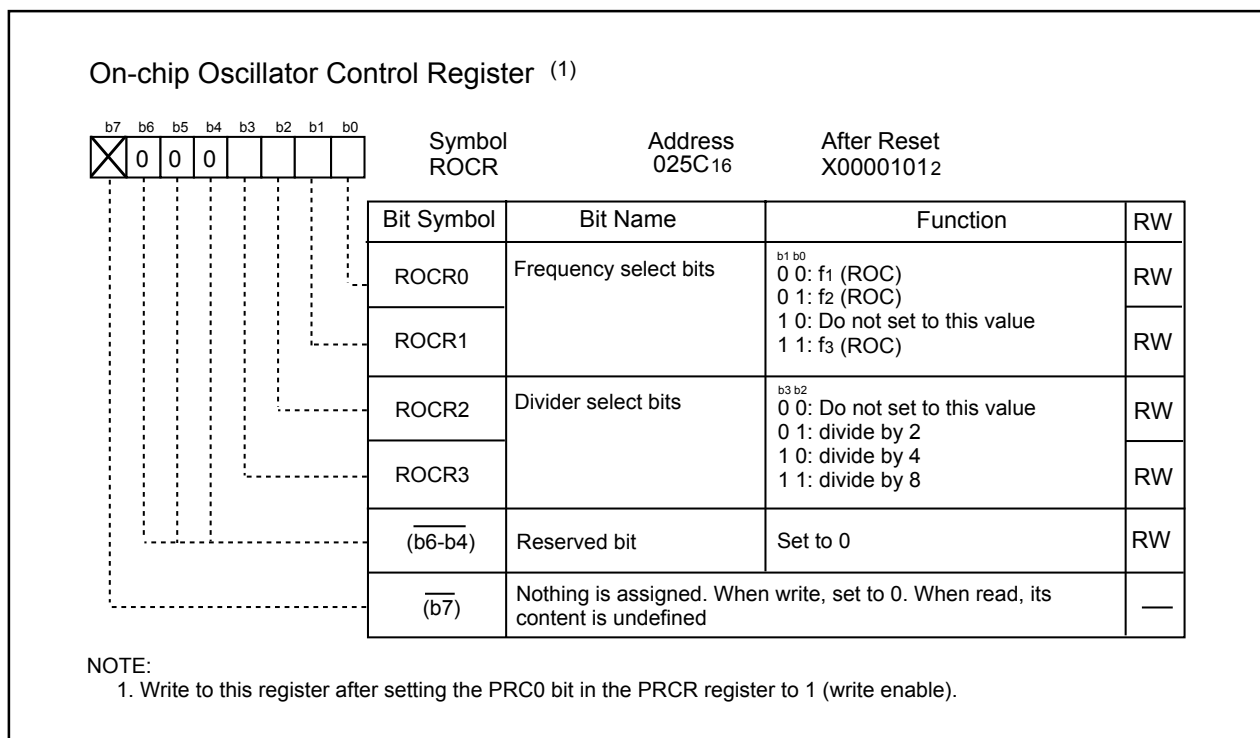 On-chip Oscillator Control Register (1)
b7 b6 b5 b4 b3 b2 b1 b0
0 0 0
Symbol Address After Reset
ROCR 025C16 X00001012
Bit Symbol Bit Name Function RW
ROCR0 Frequency select bits
b1 b0
0 0: f1 (ROC)
0 1: f2 (ROC)
1 0: Do not set to this value
1 1: f3 (ROC)
RW
ROCR1 RW
ROCR2 Divider select bits
b3 b2
0 0: Do not set to this value
0 1: divide by 2
1 0: divide by 4
1 1: divide by 8
RW
ROCR3 RW
(b6-b4) Reserved bit Set to 0 RW
(b7) Nothing is assigned. When write, set to 0. When read, its
content is undefined —
NOTE:
1. Write to this register after setting the PRC0 bit in the PRCR register to 1 (write enable).